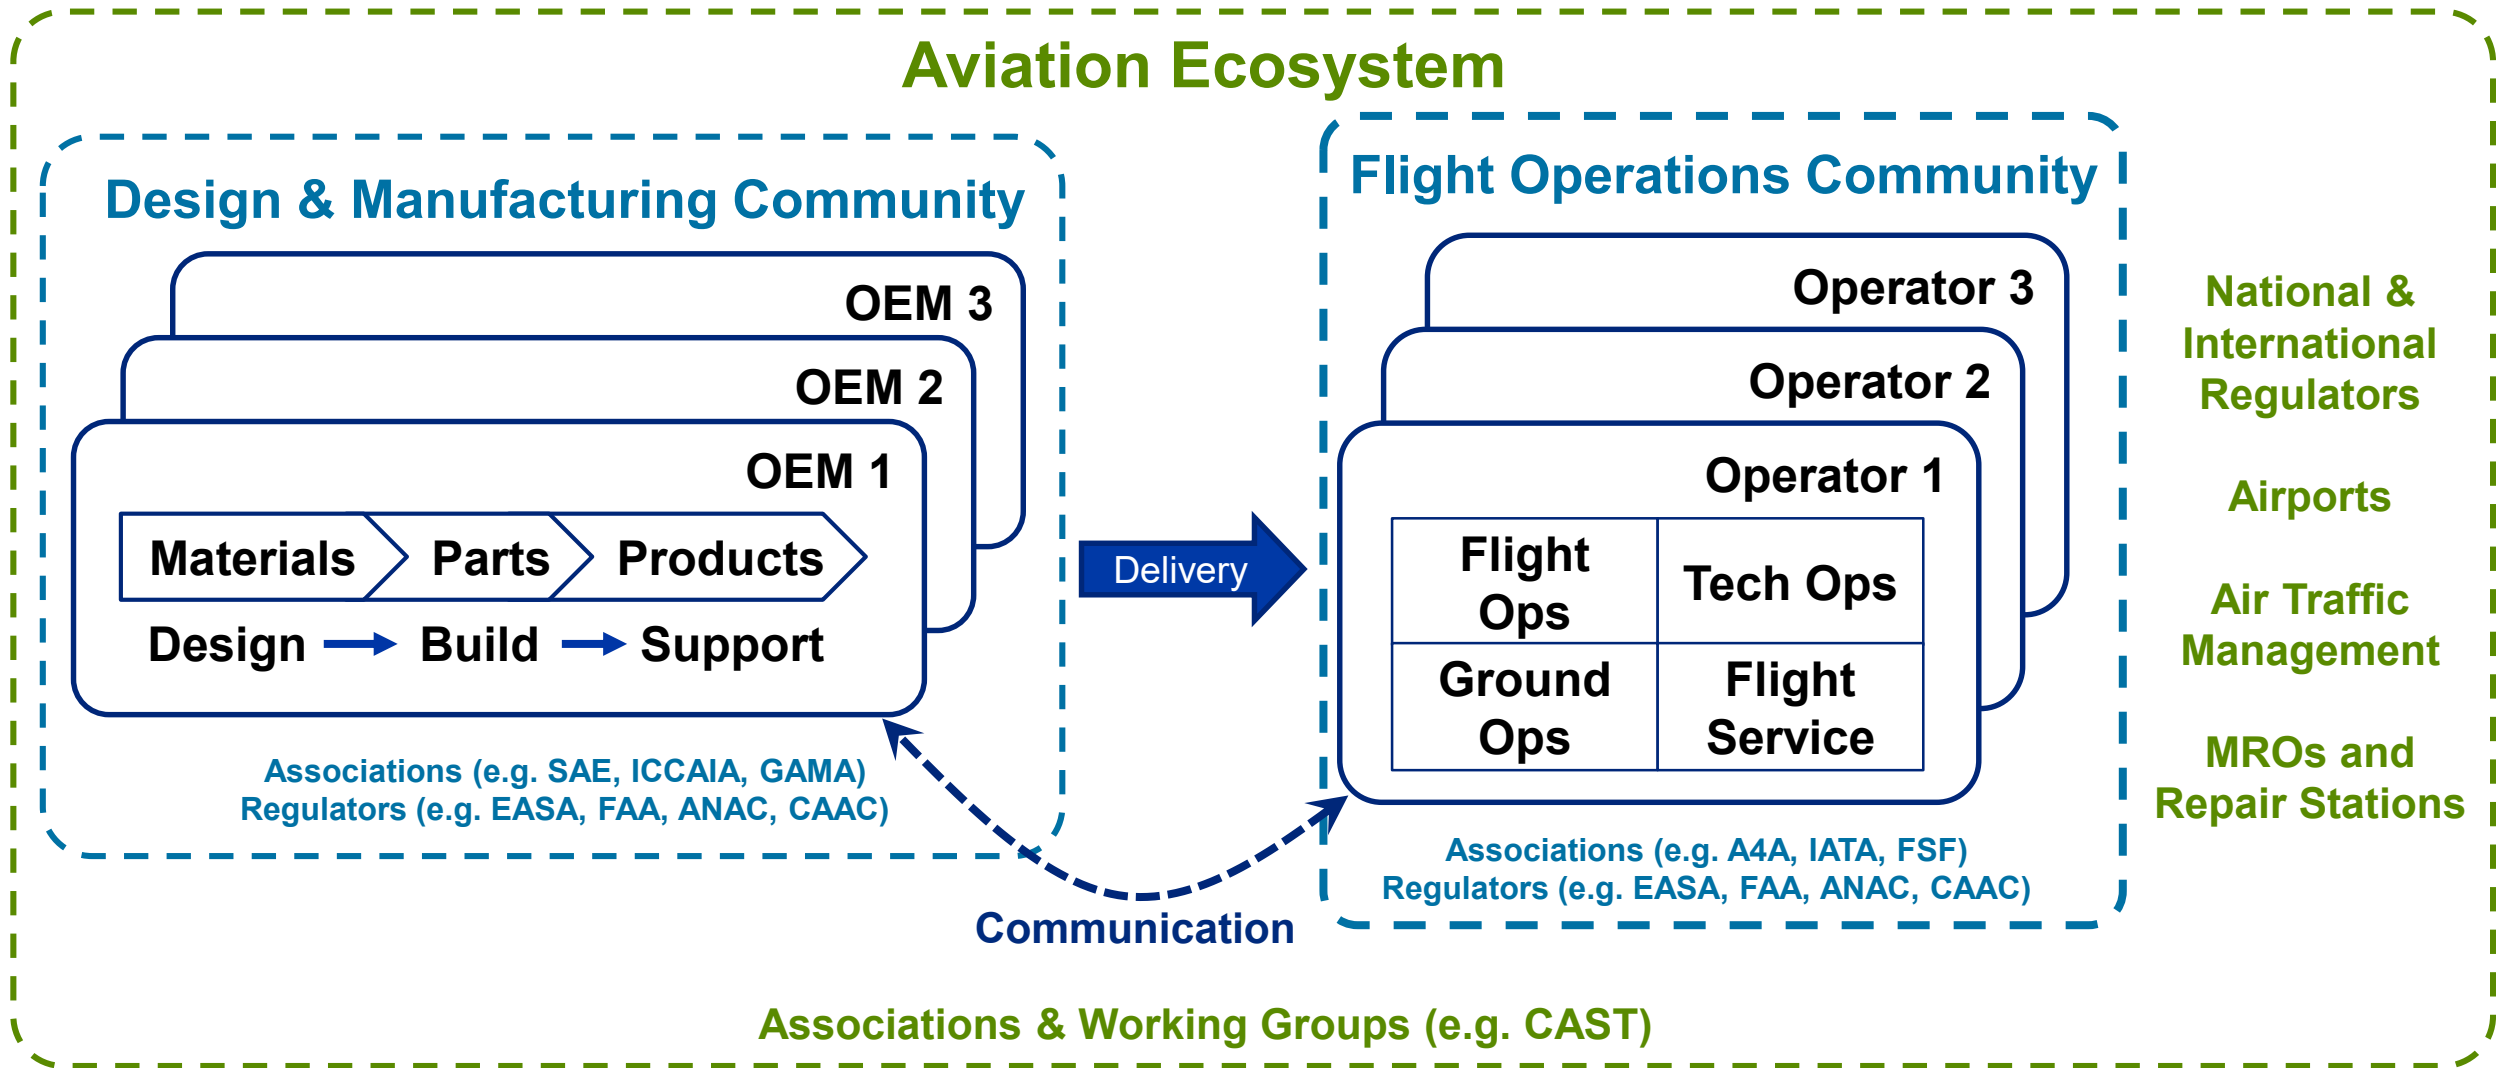 Aviation Ecosystem
Design & Manufacturing Community
OEM 3
OEM 2
OEM 1
Materials
Parts
Products
Design
Build
Support
Associations (e.g. SAE, ICCAIA, GAMA)
Regulators (e.g. EASA, FAA, ANAC, CAAC)
Delivery
Communication
Flight Operations Community
Operator 3
Operator 2
Operator 1
Flight
Ops
Tech Ops
Ground
Ops
Flight
Service
Associations (e.g. A4A, IATA, FSF)
Regulators (e.g. EASA, FAA, ANAC, CAAC)
National &
International
Regulators
Airports
Air Traffic
Management
MROs and
Repair Stations
Associations & Working Groups (e.g. CAST)